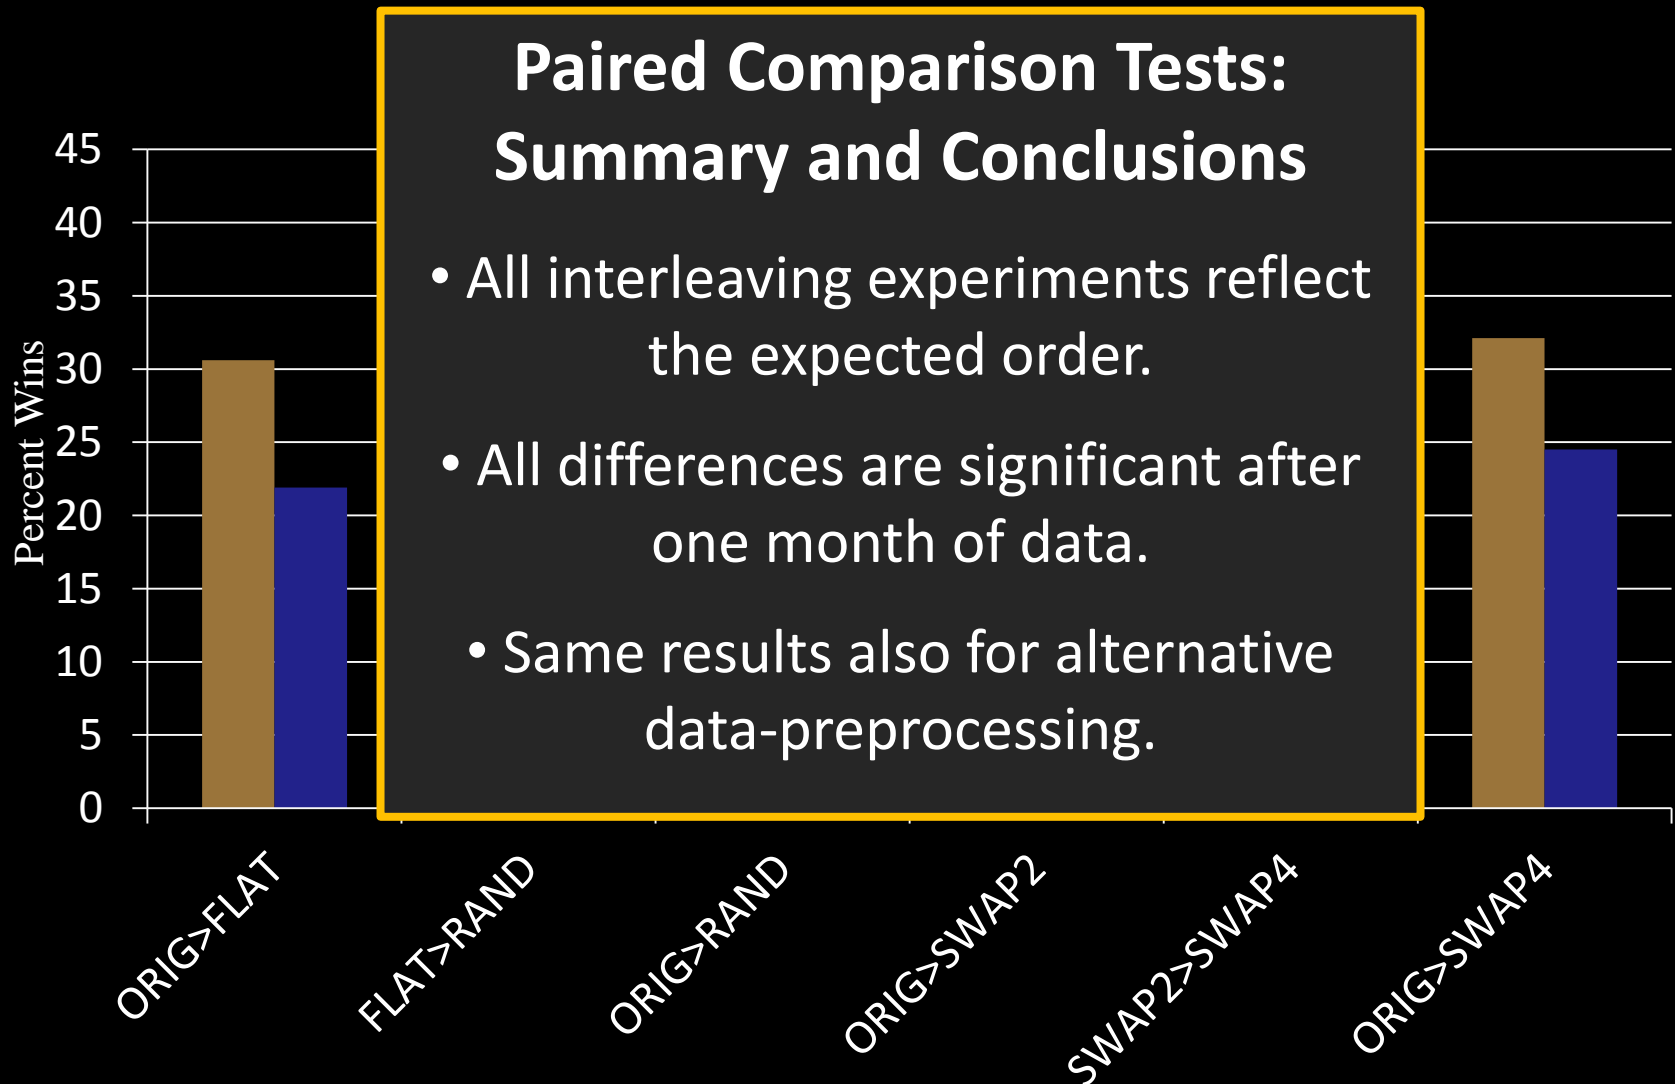 Paired Comparison Tests:
Summary and Conclusions
• All interleaving experiments reflect
the expected order.
• All differences are significant after
one month of data.
• Same results also for alternative
data-preprocessing.
Percent Wins
45
40
35
30
25
20
15
10
5
0
ORIG>FLAT
FLAT>RAND
ORIG>RAND
ORIG>SWAP2
SWAP2>SWAP4
ORIG>SWAP4